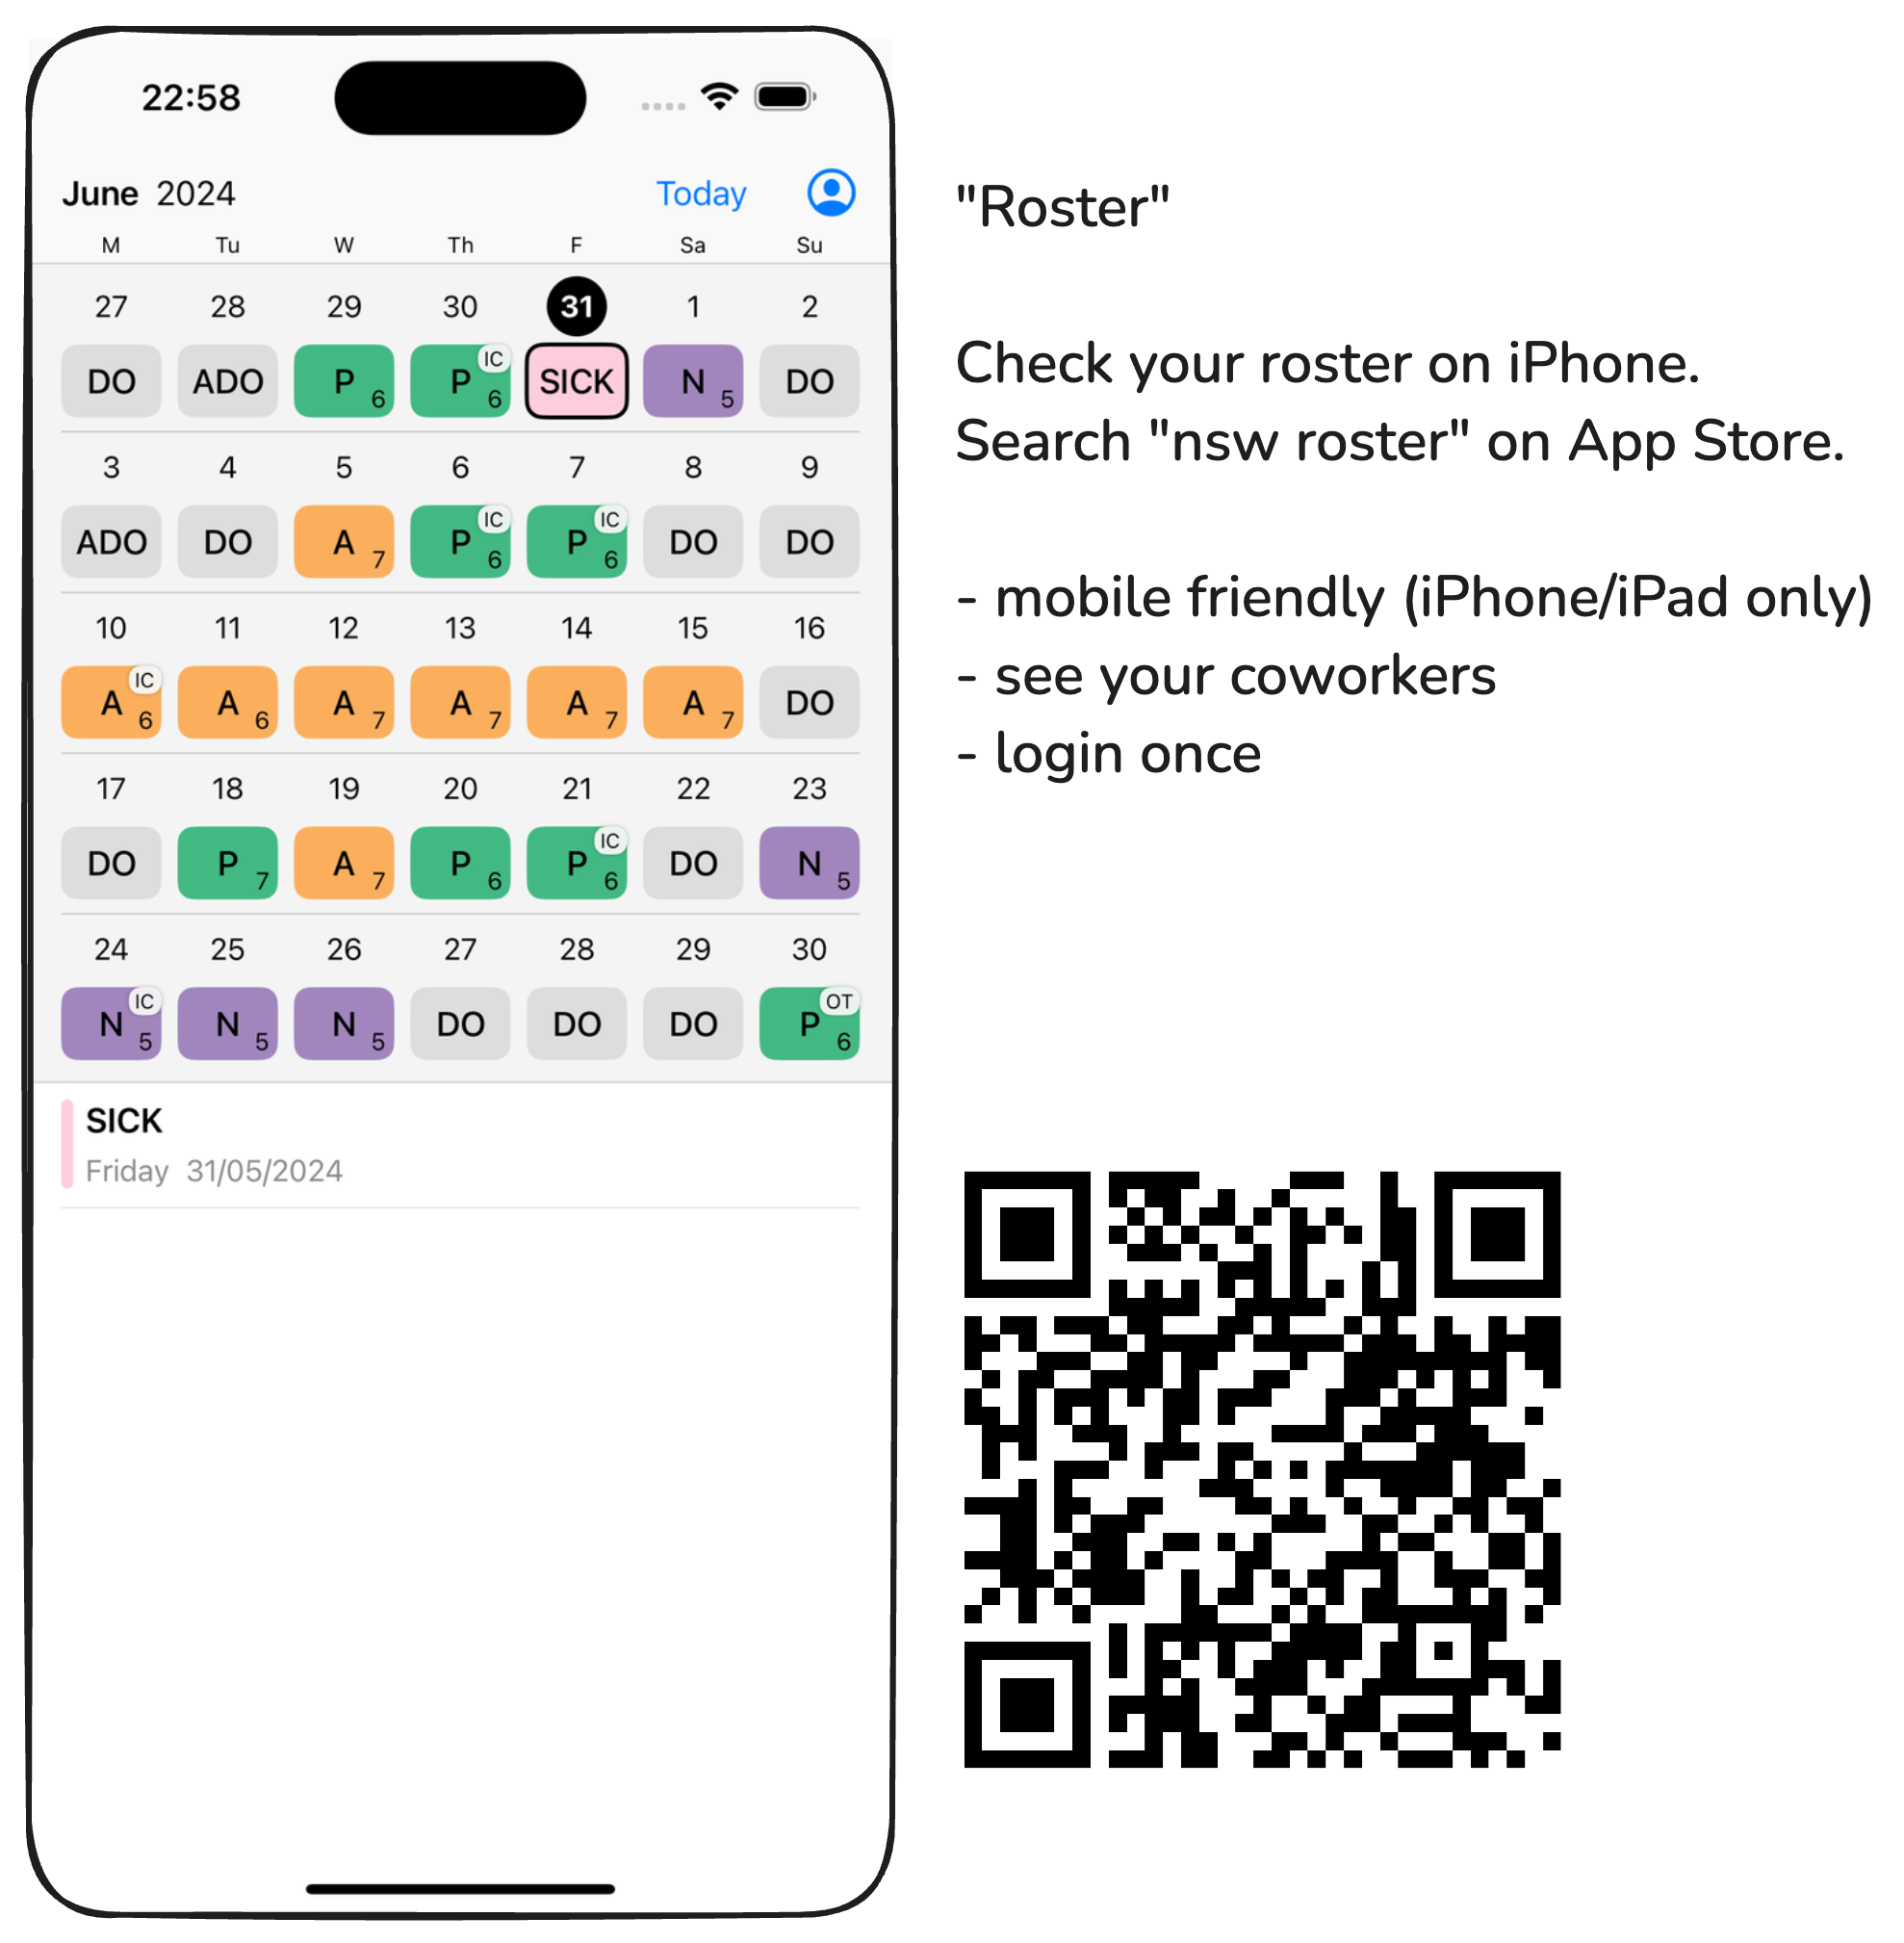 22:58
June 2024 Today
M Tu W Th F Sa Su
27 28 29 30 31 1 2
DO ADO P 6 P IC 6 SICK N 5 DO
3 4 5 6 7 8 9
ADO DO A 7 P IC 6 P IC 6 DO DO
10 11 12 13 14 15 16
A IC 6 A 6 A 7 A 7 A 7 A 7 DO
17 18 19 20 21 22 23
DO P 7 A 7 P 6 P IC 6 DO N 5
24 25 26 27 28 29 30
N IC 5 N 5 N 5 DO DO DO P OT 6
SICK
Friday 31/05/2024
"Roster"
Check your roster on iPhone.
Search "nsw roster" on App Store.
- mobile friendly (iPhone/iPad only)
- see your coworkers
- login once